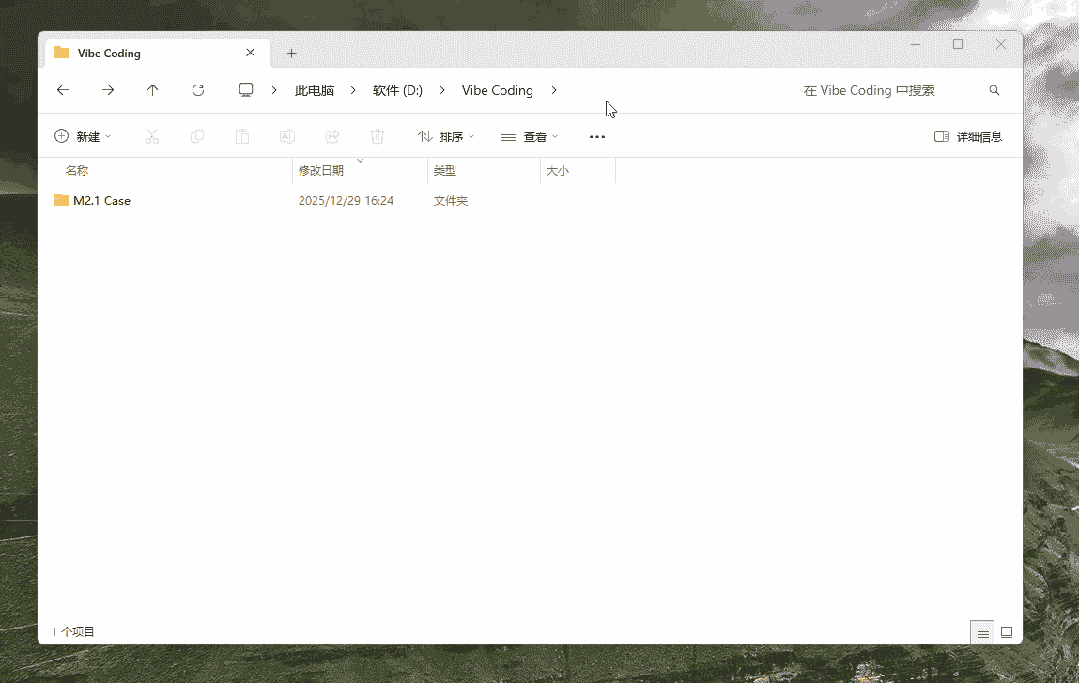 Vibe Coding
此电脑 软件 (D:) Vibe Coding 在 Vibe Coding 中搜索
新建 排序 查看 ••• 详细信息
名称 修改日期 类型 大小
M2.1 Case 2025/12/29 16:24 文件夹
1 个项目